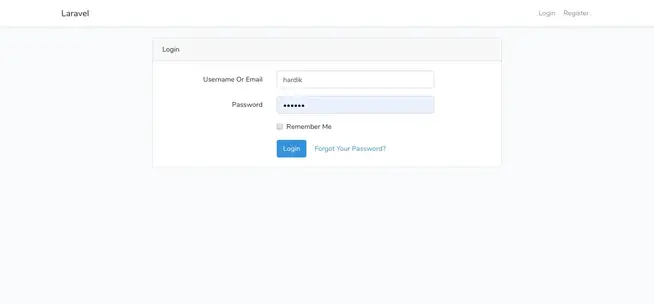 Laravel
Login Register
Login
Username Or Email hardik
Password ••••••
Remember Me
Login Forgot Your Password?